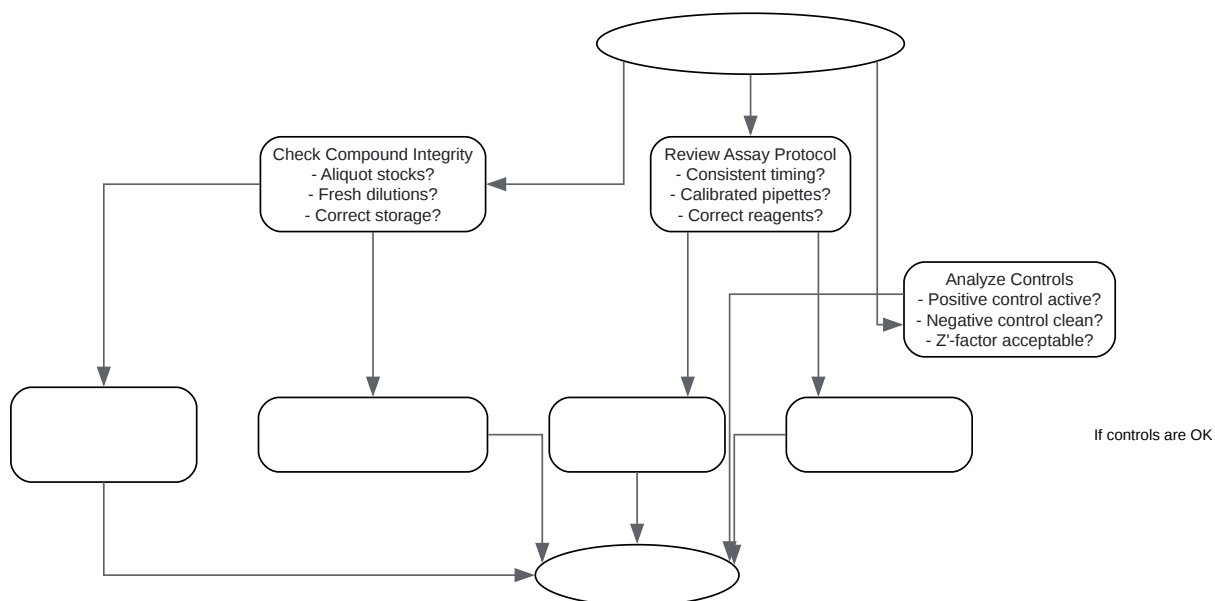 Check Compound Integrity
- Aliquot stocks?
- Fresh dilutions?
- Correct storage?
Review Assay Protocol
- Consistent timing?
- Calibrated pipettes?
- Correct reagents?
Analyze Controls
- Positive control active?
- Negative control clean?
- Z'-factor acceptable?
If controls are OK